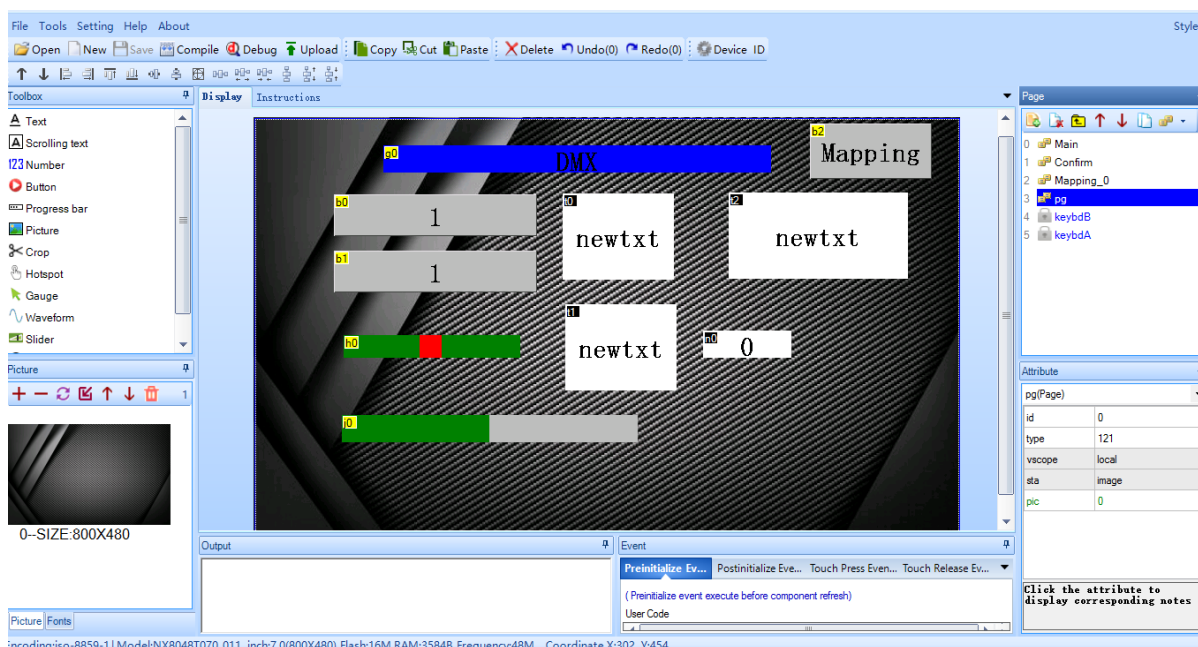 File Tools Setting Help About Style
Open New Save Compile Debug Upload Copy Cut Paste Delete Undo(0) Redo(0) Device ID
Toolbox
Text
Scrolling text
123 Number
Button
Progress bar
Picture
Crop
Hotspot
Gauge
Waveform
Slider
Picture
1
0--SIZE:800X480
Picture Fonts
Display Instructions
g0 DMX
b2 Mapping
b0 1
t0 newtxt
t2 newtxt
b1 1
h0
t1 newtxt
n0 0
j0
Output
Event
Preinitialize Ev... Postinitialize Eve... Touch Press Even... Touch Release Ev...
( Preinitialize event execute before component refresh)
User Code
Page
0 Main
1 Confirm
2 Mapping_0
3 pg
4 keybdB
5 keybdA
Attribute
pg(Page)
id 0
type 121
vscope local
sta image
pic 0
Click the attribute to
display corresponding notes
Encoding:iso-8859-1 | Model:NX8048T070_011 inch:7.0(800X480) Flash:16M RAM:3584B Frequency:48M Coordinate X:302 Y:454